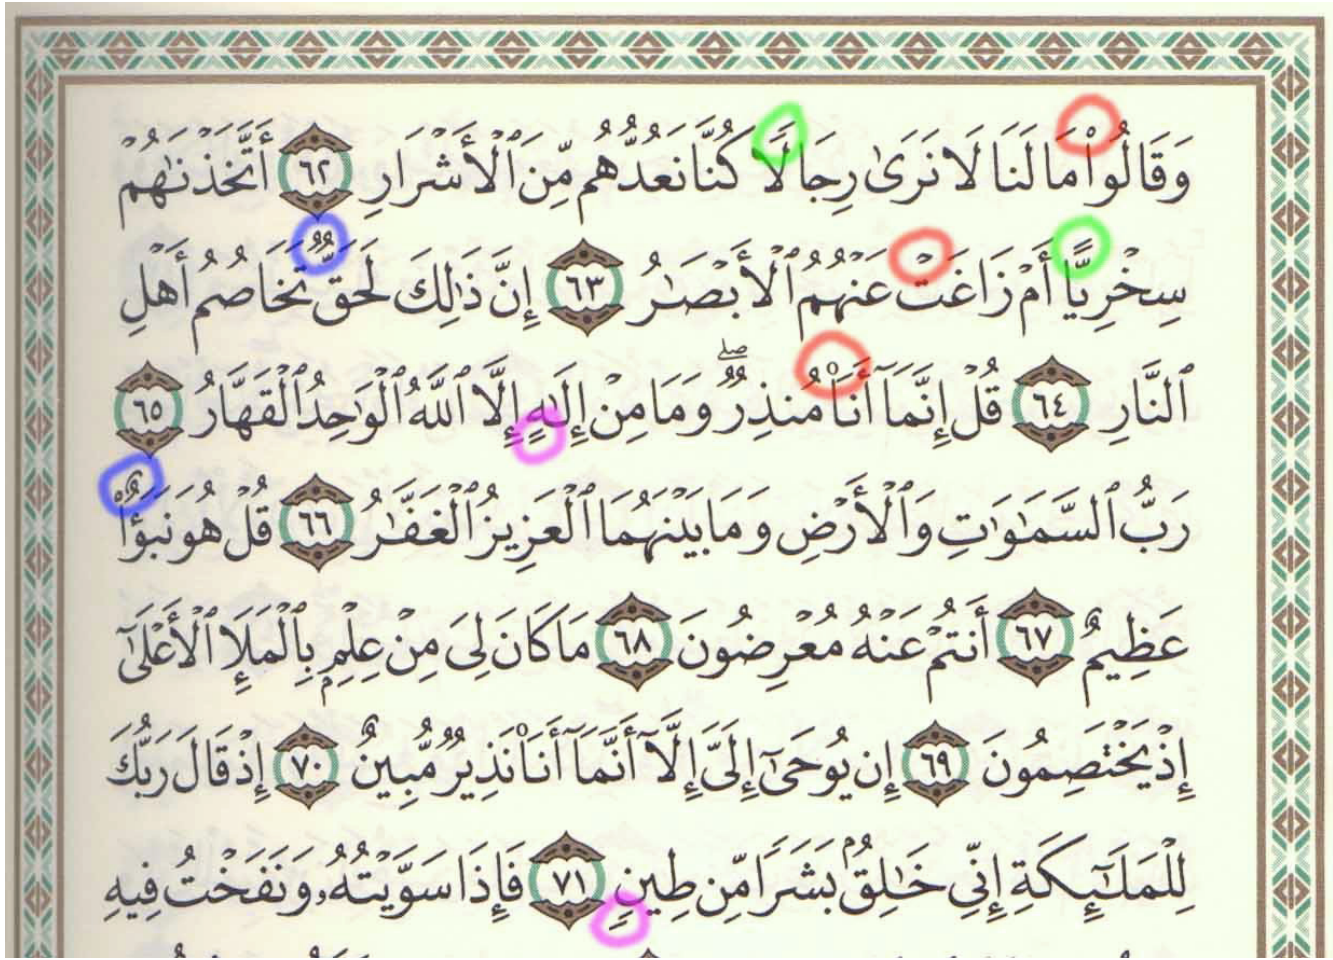 وَقَالُوا۟ مَا لَنَا لَا نَرَىٰ رِجَالًا كُنَّا نَعُدُّهُم مِّنَ ٱلْأَشْرَارِ ٦٢ أَتَّخَذْنَٰهُمْ
سِخْرِيًّا أَمْ زَاغَتْ عَنْهُمُ ٱلْأَبْصَٰرُ ٦٣ إِنَّ ذَٰلِكَ لَحَقٌّ تَخَاصُمُ أَهْلِ
ٱلنَّارِ ٦٤ قُلْ إِنَّمَآ أَنَا۠ مُنذِرٌ ۖ وَمَا مِنْ إِلَٰهٍ إِلَّا ٱللَّهُ ٱلْوَٰحِدُ ٱلْقَهَّارُ ٦٥
رَبُّ ٱلسَّمَٰوَٰتِ وَٱلْأَرْضِ وَمَا بَيْنَهُمَا ٱلْعَزِيزُ ٱلْغَفَّٰرُ ٦٦ قُلْ هُوَ نَبَؤٌا۟
عَظِيمٌ ٦٧ أَنتُمْ عَنْهُ مُعْرِضُونَ ٦٨ مَا كَانَ لِىَ مِنْ عِلْمٍۭ بِٱلْمَلَإِ ٱلْأَعْلَىٰٓ
إِذْ يَخْتَصِمُونَ ٦٩ إِن يُوحَىٰٓ إِلَىَّ إِلَّآ أَنَّمَآ أَنَا۠ نَذِيرٌ مُّبِينٌ ٧٠ إِذْ قَالَ رَبُّكَ
لِلْمَلَٰٓئِكَةِ إِنِّى خَٰلِقٌۢ بَشَرًا مِّن طِينٍ ٧١ فَإِذَا سَوَّيْتُهُۥ وَنَفَخْتُ فِيهِ